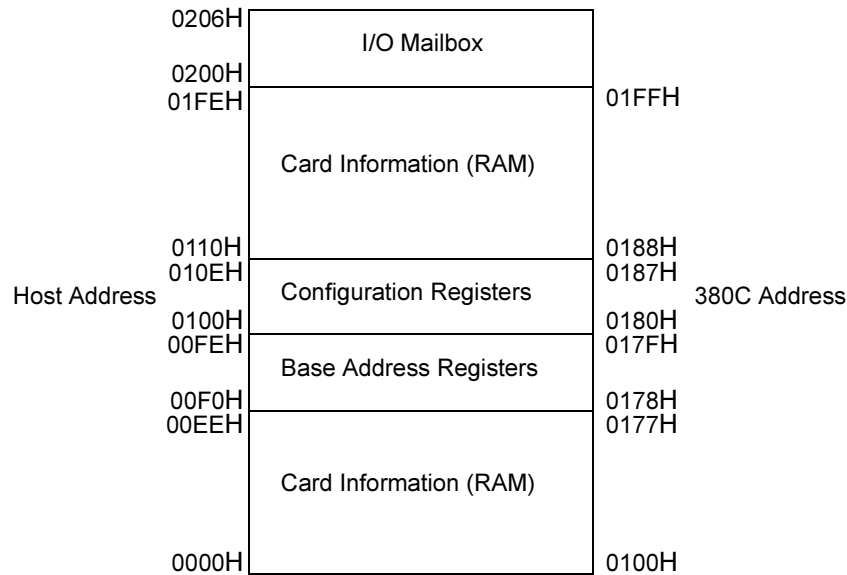 0206H
I/O Mailbox
0200H
01FEH
01FFH
Card Information (RAM)
0110H
0188H
010EH
0187H
Host Address
Configuration Registers
380C Address
0100H
0180H
00FEH
017FH
Base Address Registers
00F0H
0178H
00EEH
0177H
Card Information (RAM)
0000H
0100H